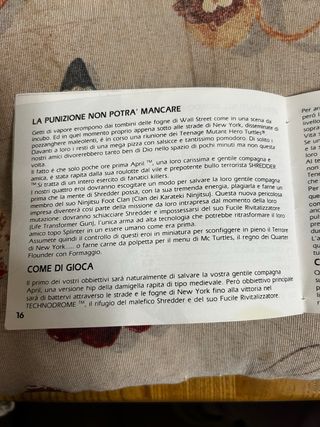 LA PUNIZIONE NON POTRA' MANCARE
Getti di vapore erompono dai tombini delle fogne di Wall Street come in una scena da
incubo. Ed in quel momento proprio appena sotto alle strade di New York, disseminate di
pozzanghere malevolenti, è in corso una riunione dei Teenage Mutant Hero Turtles®
Davanti a loro i resti di una mega pizza con salsicce e tantissimo pomodoro. Di solito i
nostri amici divorerebbero tanto ben di Dio nello spazio di pochi minuti ma non questa
volta.
Il fatto è che solo poche ore prima April ™, una loro carissima e gentile compagna e
amica, è stata rapita dalla sua roulotte dal vile e prepotente bullo terrorista SHREDDER
™ Si tratta di un intero esercito di fanatici killers.
I nostri quattro eroi dovranno escogitare un modo per salvare la loro gentile compagna
prima che la mente di Shredder possa, con la sua tremenda energia, plagiarla e farne un
membro del suo Ninjitsu Foot Clan (Clan dei Karateki Ninjitsu). Questa nuova pericolosa
impresa diventerà così parte della missione da loro intrapresa dal momento della loro
mutazione: dovranno schiacciare Shredder e impossessarsi del suo Fucile Rivitalizzatore
(Life Transformer Gun), l'unica arma ad alta tecnologia che potrebbe ritrasformare il loro
amico topo Splinter in un essere umano come era prima.
Assumete quindi il controllo di questi eroi in miniatura per sconfiggere in pieno il Terrore
di New York.... o farne carne da polpetta per il menu di Mc Turtles, il regno dei Quarter
Flounder con Formaggio.
COME DI GIOCA
Il primo dei vostri obbiettivi sarà naturalmente di salvare la vostra gentile compagna
April, una versione hip della damigella rapita di tipo medievale. Però obbiettivo principale
sarà di battervi attraverso le strade e le fogne di New York fino alla vittoria nel
TECHNODROME ™, il rifugio del malefico Shredder e del suo Fucile Rivitalizzatore.
16